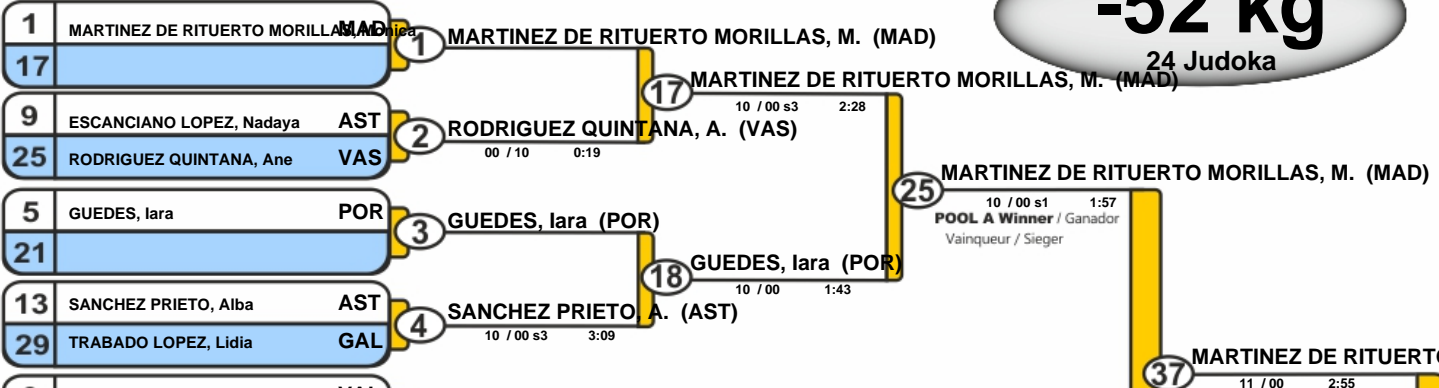 -52 kg
24 Judoka
1 MARTINEZ DE RITUERTO MORILLAS, Monica MAD
17
9 ESCANCIANO LOPEZ, Nadaya AST
25 RODRIGUEZ QUINTANA, Ane VAS
5 GUEDES, Iara POR
21
13 SANCHEZ PRIETO, Alba AST
29 TRABADO LOPEZ, Lidia GAL
1 MARTINEZ DE RITUERTO MORILLAS, M. (MAD)
2 RODRIGUEZ QUINTANA, A. (VAS)
00 / 10 0:19
3 GUEDES, Iara (POR)
4 SANCHEZ PRIETO, A. (AST)
10 / 00 s3 3:09
17 MARTINEZ DE RITUERTO MORILLAS, M. (MAD)
10 / 00 s3 2:28
18 GUEDES, Iara (POR)
10 / 00 1:43
25 MARTINEZ DE RITUERTO MORILLAS, M. (MAD)
10 / 00 s1 1:57
POOL A Winner / Ganador
Vainqueur / Sieger
37 MARTINEZ DE RITUERTO
11 / 00 2:55